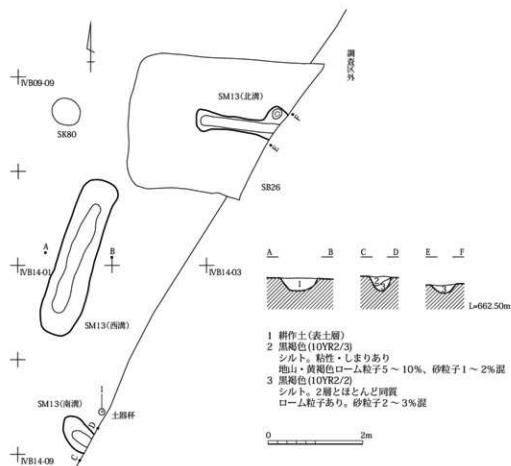 調査区外
IVB09-09
SM13(北溝)
SK80
F
E
SB26
A
B
IVB14-01
IVB14-03
SM13(西溝)
A B C D E F
1
2
3
3
L=662.50m
1 耕作土(表土層)
2 黒褐色(10YR2/3)
シルト。粘性・しまりあり
地山・黄褐色ローム粒子5～10%、砂粒子1～2%混
3 黒褐色(10YR2/2)
シルト。2層とほとんど同質
ローム粒子あり。砂粒子2～3%混
1
SM13(南溝)
土器杯
D
C
IVB14-09
0 2m